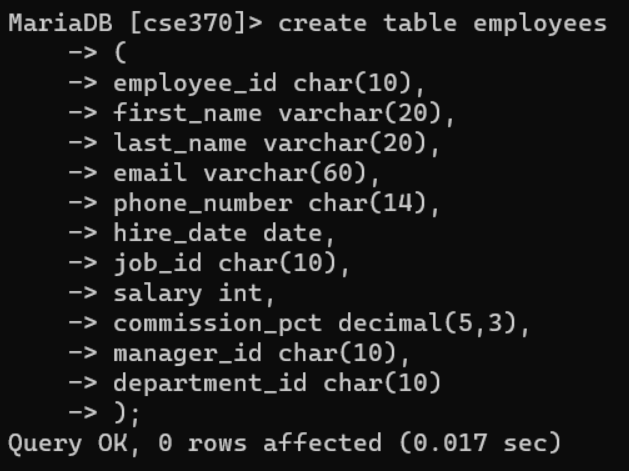 MariaDB [cse370]> create table employees
    -> (
    -> employee_id char(10),
    -> first_name varchar(20),
    -> last_name varchar(20),
    -> email varchar(60),
    -> phone_number char(14),
    -> hire_date date,
    -> job_id char(10),
    -> salary int,
    -> commission_pct decimal(5,3),
    -> manager_id char(10),
    -> department_id char(10)
    -> );
Query OK, 0 rows affected (0.017 sec)